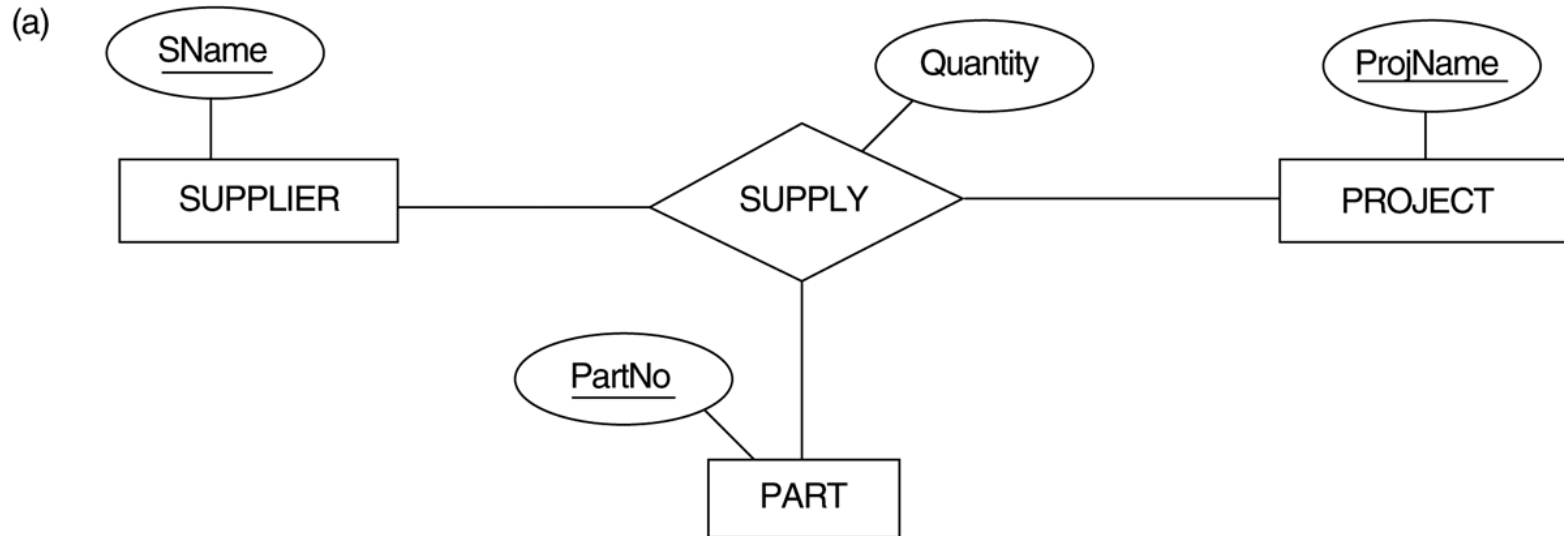 (a)
SName
Quantity
ProjName
SUPPLIER
SUPPLY
PROJECT
PartNo
PART